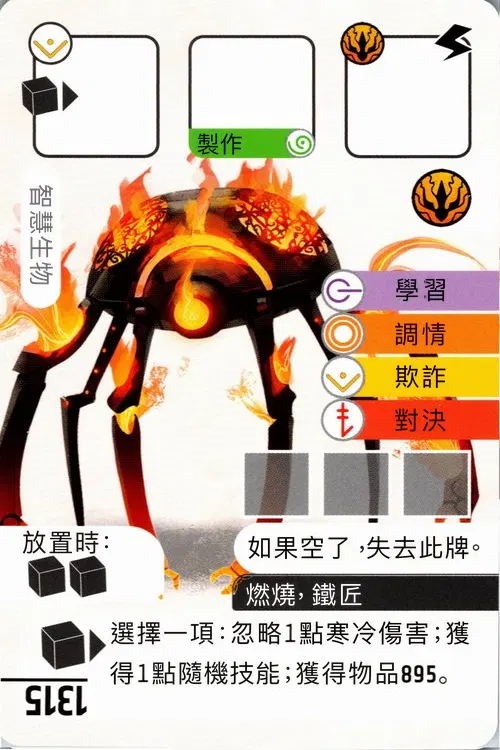 製作
智慧生物
學習
調情
欺詐
對決
放置時:
如果空了,失去此牌。
燃燒,鐵匠
選擇一項:忽略1點寒冷傷害;獲
得1點隨機技能;獲得物品895。
1315